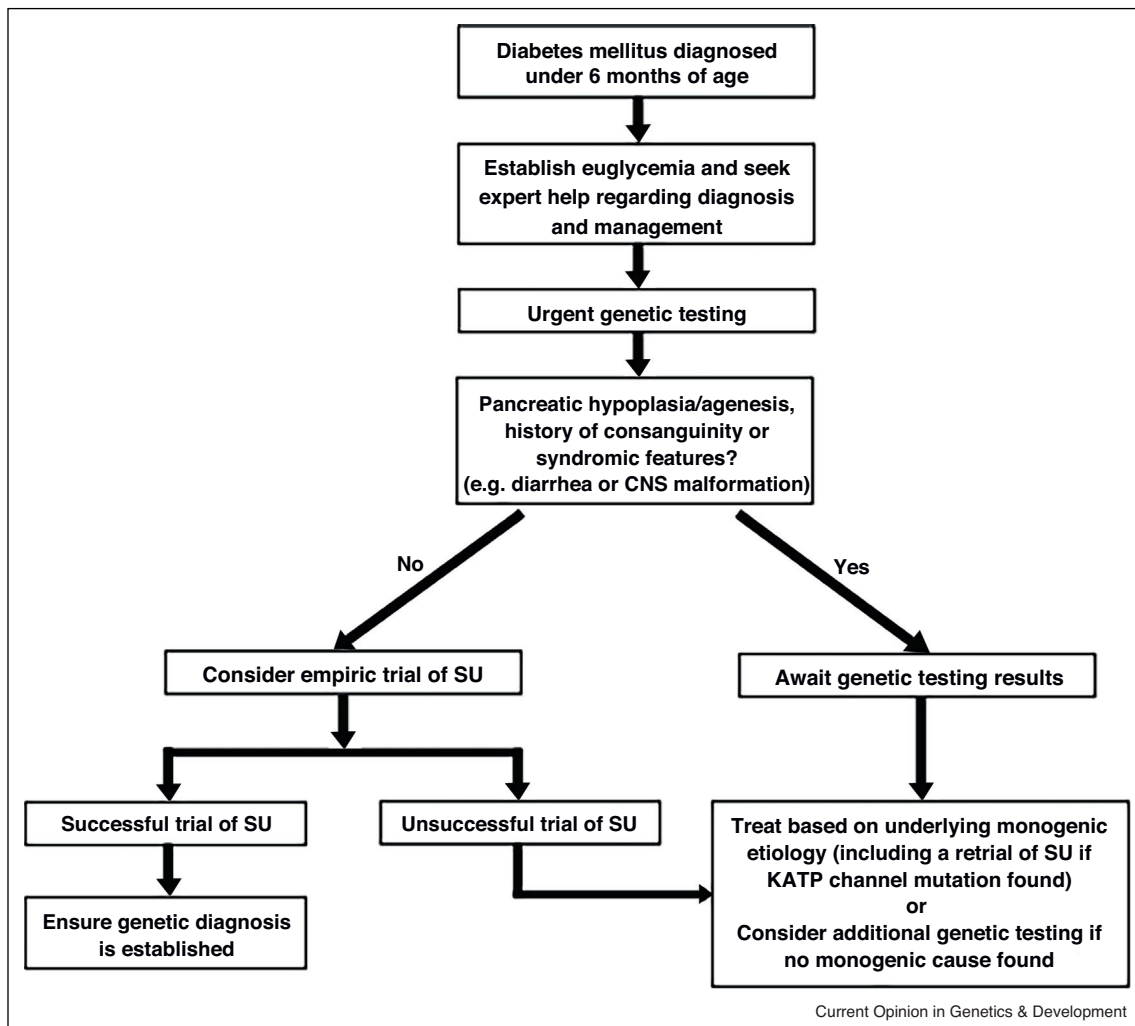 Diabetes mellitus diagnosed
under 6 months of age
Establish euglycemia and seek
expert help regarding diagnosis
and management
Urgent genetic testing
Pancreatic hypoplasia/agenesis,
history of consanguinity or
syndromic features?
(e.g. diarrhea or CNS malformation)
No
Yes
Consider empiric trial of SU
Await genetic testing results
Successful trial of SU
Unsuccessful trial of SU
Treat based on underlying monogenic
etiology (including a retrial of SU if
KATP channel mutation found)
or
Consider additional genetic testing if
no monogenic cause found
Ensure genetic diagnosis
is established
Current Opinion in Genetics & Development